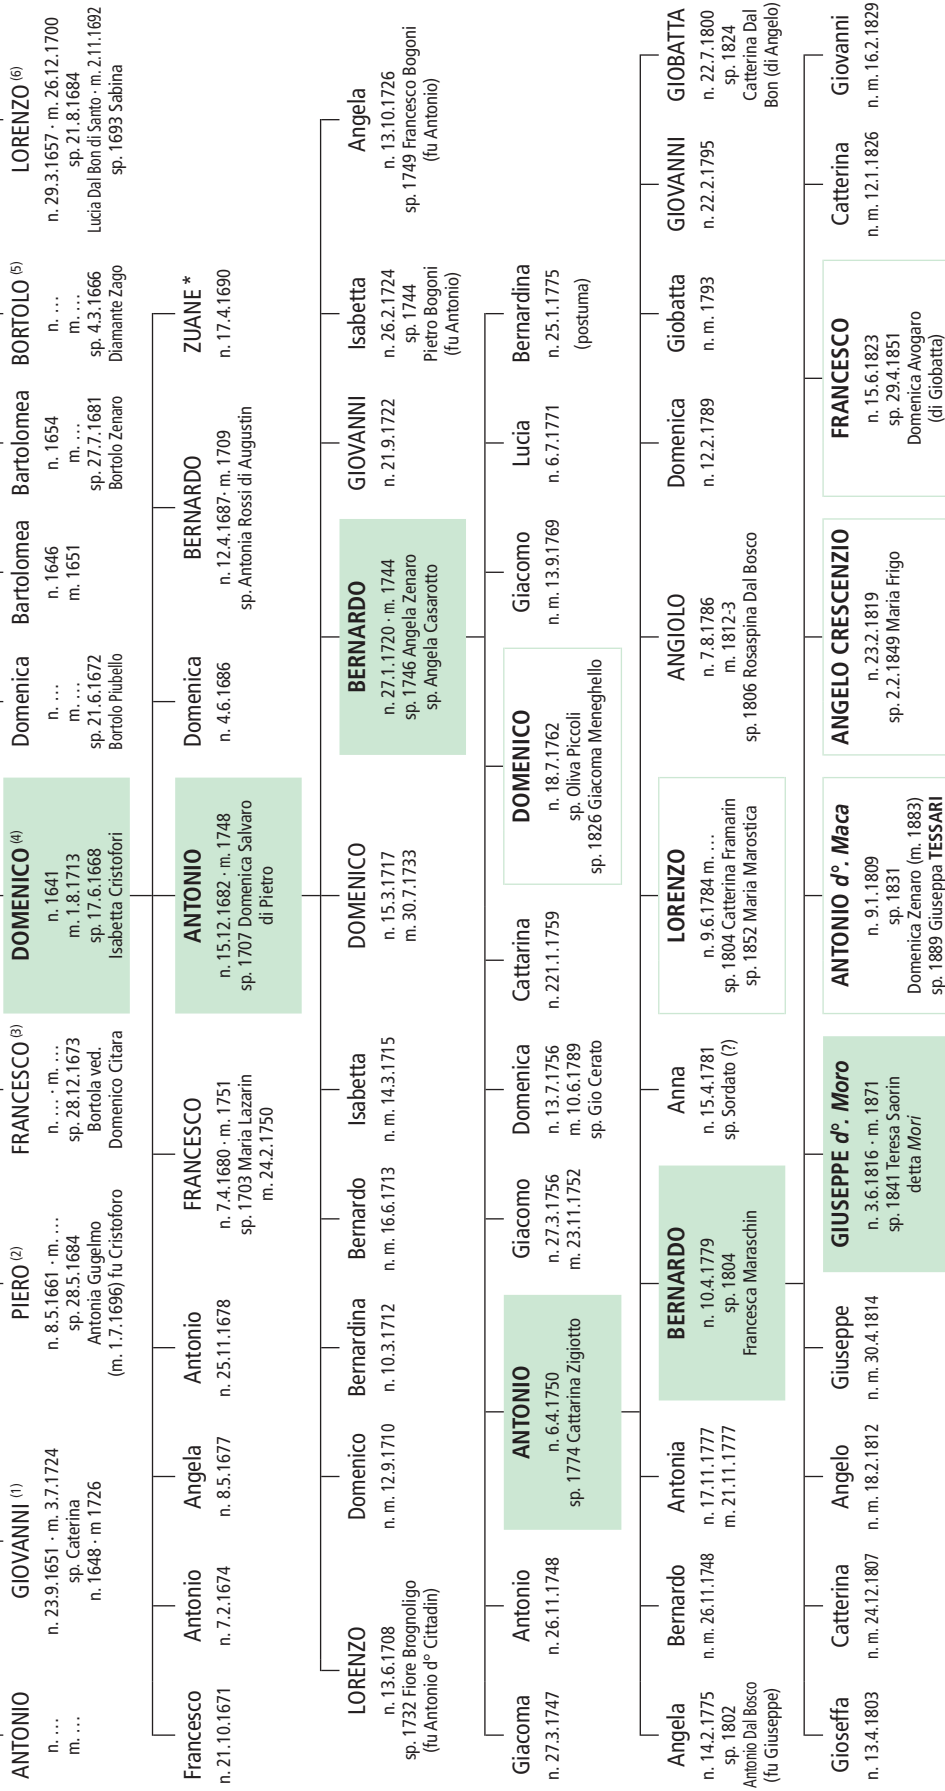 ANTONIO
n. ...
m. ...
GIOVANNI (1)
n. 23.9.1651 · m. 3.7.1724
sp. Caterina
n. 1648 · m 1726
PIERO (2)
n. 8.5.1661 · m. ...
sp. 28.5.1684
Antonia Gugelmo
(m. 1.7.1696) fu Cristoforo
FRANCESCO (3)
n. ... · m. ...
sp. 28.12.1673
Bortola ved.
Domenico Citara
DOMENICO (4)
n. 1641
m. 1.8.1713
sp. 17.6.1668
Isabetta Cristofori
Domenica
n. ...
m. ...
sp. 21.6.1672
Bortolo Piubello
Bartolomea
n. 1646
m. 1651
Bartolomea
n. 1654
m. ...
sp. 27.7.1681
Bortolo Zenaro
BORTOLO (5)
n. ...
m. ...
sp. 4.3.1666
Diamante Zago
LORENZO (6)
n. 29.3.1657 · m. 26.12.1700
sp. 21.8.1684
Lucia Dal Bon di Santo · m. 2.11.1692
sp. 1693 Sabina
Francesco
n. 21.10.1671
Antonio
n. 7.2.1674
Angela
n. 8.5.1677
Antonio
n. 25.11.1678
FRANCESCO
n. 7.4.1680 · m. 1751
sp. 1703 Maria Lazarin
m. 24.2.1750
ANTONIO
n. 15.12.1682 · m. 1748
sp. 1707 Domenica Salvaro
di Pietro
Domenica
n. 4.6.1686
BERNARDO
n. 12.4.1687· m. 1709
sp. Antonia Rossi di Augustin
ZUANE *
n. 17.4.1690
LORENZO
n. 13.6.1708
sp. 1732 Fiore Brognoligo
(fu Antonio d° Cittadin)
Domenico
n. m. 12.9.1710
Bernardina
n. 10.3.1712
Bernardo
n. m. 16.6.1713
Isabetta
n. m. 14.3.1715
DOMENICO
n. 15.3.1717
m. 30.7.1733
BERNARDO
n. 27.1.1720 · m. 1744
sp. 1746 Angela Zenaro
sp. Angela Casarotto
GIOVANNI
n. 21.9.1722
Isabetta
n. 26.2.1724
sp. 1744
Pietro Bogoni
(fu Antonio)
Angela
n. 13.10.1726
sp. 1749 Francesco Bogoni
(fu Antonio)
Giacoma
n. 27.3.1747
Antonio
n. 26.11.1748
ANTONIO
n. 6.4.1750
sp. 1774 Cattarina Zigiotto
Giacomo
n. 27.3.1756
m. 23.11.1752
Domenica
n. 13.7.1756
m. 10.6.1789
sp. Gio Cerato
Cattarina
n. 221.1.1759
DOMENICO
n. 18.7.1762
sp. Oliva Piccoli
sp. 1826 Giacoma Meneghello
Giacomo
n. m. 13.9.1769
Lucia
n. 6.7.1771
Bernardina
n. 25.1.1775
(postuma)
Angela
n. 14.2.1775
sp. 1802
Antonio Dal Bosco
(fu Giuseppe)
Bernardo
n. m. 26.11.1748
Antonia
n. 17.11.1777
m. 21.11.1777
BERNARDO
n. 10.4.1779
sp. 1804
Francesca Maraschin
Anna
n. 15.4.1781
sp. Sordato (?)
LORENZO
n. 9.6.1784 m. ...
sp. 1804 Catterina Framarin
sp. 1852 Maria Marostica
ANGIOLO
n. 7.8.1786
m. 1812-3
sp. 1806 Rosaspina Dal Bosco
Domenica
n. 12.2.1789
Giobatta
n. m. 1793
GIOVANNI
n. 22.2.1795
GIOBATTA
n. 22.7.1800
sp. 1824
Catterina Dal
Bon (di Angelo)
Gioseffa
n. 13.4.1803
Catterina
n. m. 24.12.1807
Angelo
n. m. 18.2.1812
Giuseppe
n. m. 30.4.1814
GIUSEPPE d°. Moro
n. 3.6.1816 · m. 1871
sp. 1841 Teresa Saorin
detta Mori
ANTONIO d°. Maca
n. 9.1.1809
sp. 1831
Domenica Zenaro (m. 1883)
sp. 1889 Giuseppa TESSARI
ANGELO CRESCENZIO
n. 23.2.1819
sp. 2.2.1849 Maria Frigo
FRANCESCO
n. 15.6.1823
sp. 29.4.1851
Domenica Avogaro
(di Giobatta)
Catterina
n. m. 12.1.1826
Giovanni
n. m. 16.2.1829